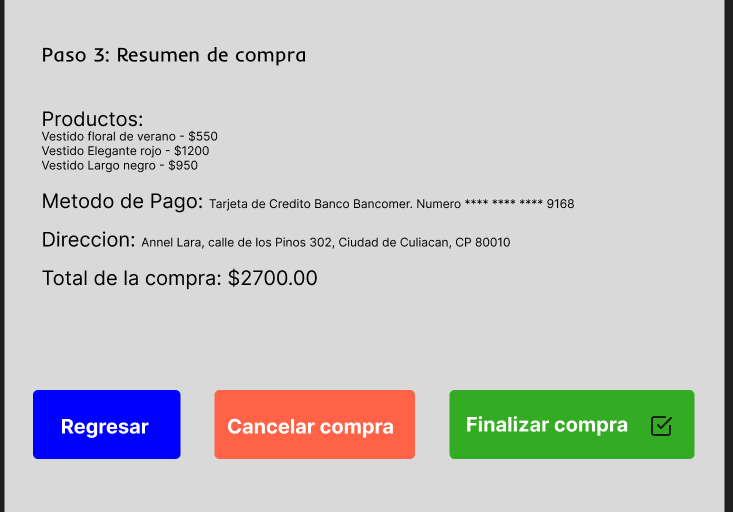 Paso 3: Resumen de compra
Productos:
Vestido floral de verano - $550
Vestido Elegante rojo - $1200
Vestido Largo negro - $950
Metodo de Pago: Tarjeta de Credito Banco Bancomer. Numero **** **** **** 9168
Direccion: Annel Lara, calle de los Pinos 302, Ciudad de Culiacan, CP 80010
Total de la compra: $2700.00
Regresar
Cancelar compra
Finalizar compra